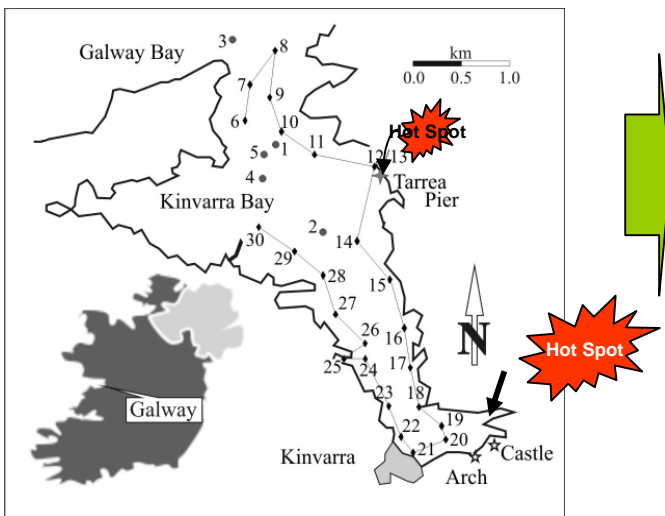 3
8
Galway Bay
km
0.0 0.5 1.0
7
9
6
10
Hot Spot
1
11
5
12
13
4
Tarrea
Pier
Kinvarra Bay
2
30
14
29
28
15
27
N
26
16
Hot Spot
25
24
17
Galway
23
18
19
22
20
21
Kinvarra
Castle
Arch